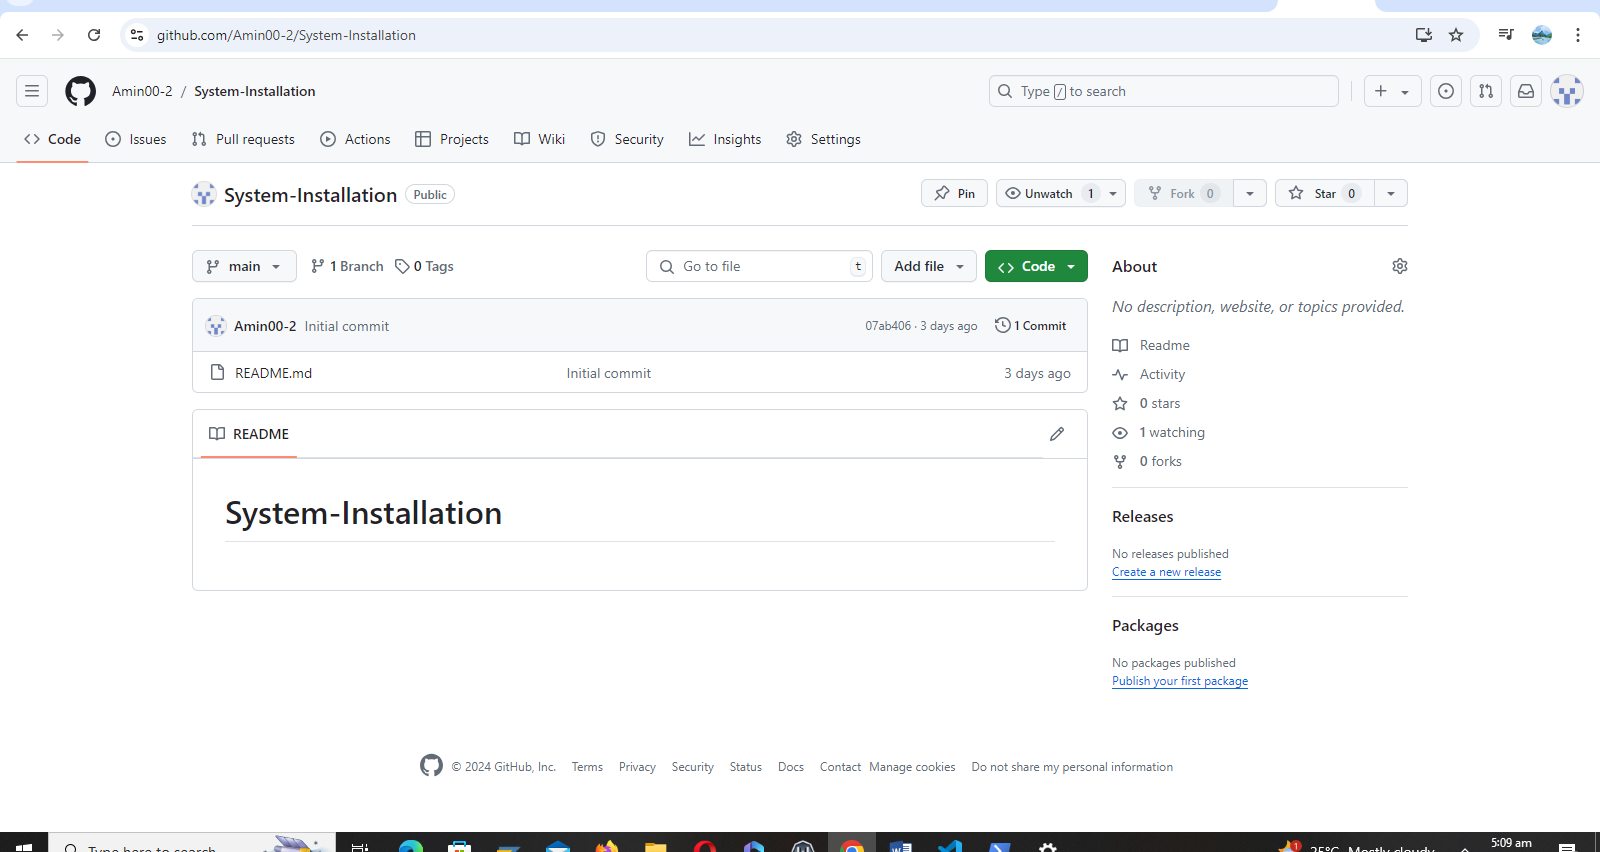 github.com/Amin00-2/System-Installation
Amin00-2 / System-Installation
Type / to search
Code Issues Pull requests Actions Projects Wiki Security Insights Settings
System-Installation Public
Pin Unwatch 1 Fork 0 Star 0
main 1 Branch 0 Tags Go to file t Add file Code
Amin00-2 Initial commit 07ab406 · 3 days ago 1 Commit
README.md Initial commit 3 days ago
README
System-Installation
About
No description, website, or topics provided.
Readme
Activity
0 stars
1 watching
0 forks
Releases
No releases published
Create a new release
Packages
No packages published
Publish your first package
© 2024 GitHub, Inc. Terms Privacy Security Status Docs Contact Manage cookies Do not share my personal information
Type here to search 1 25°C Mostly cloudy 5:09 am